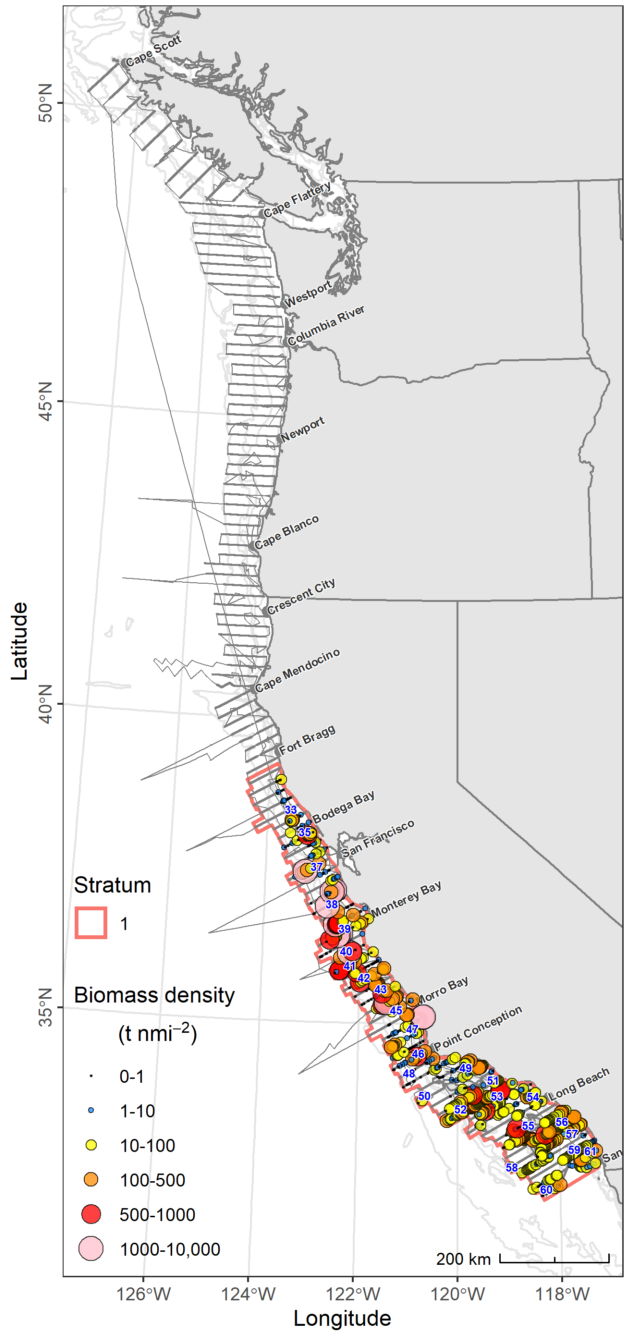 Cape Scott
50°N
Cape Flattery
Westport
Columbia River
45°N
Newport
Cape Blanco
Crescent City
Latitude
Cape Mendocino
40°N
Fort Bragg
33
Bodega Bay
35
San Francisco
37
Stratum
38
1
Monterey Bay
39
40
41
42
Biomass density
43
Morro Bay
35°N
45
(t nmi−2)
47
Point Conception
46
49
48
0-1
51
50
53
54
Long Beach
1-10
52
56
10-100
55
57
59
61
San
58
100-500
60
500-1000
1000-10,000
200 km
126°W
124°W
122°W
120°W
118°W
Longitude